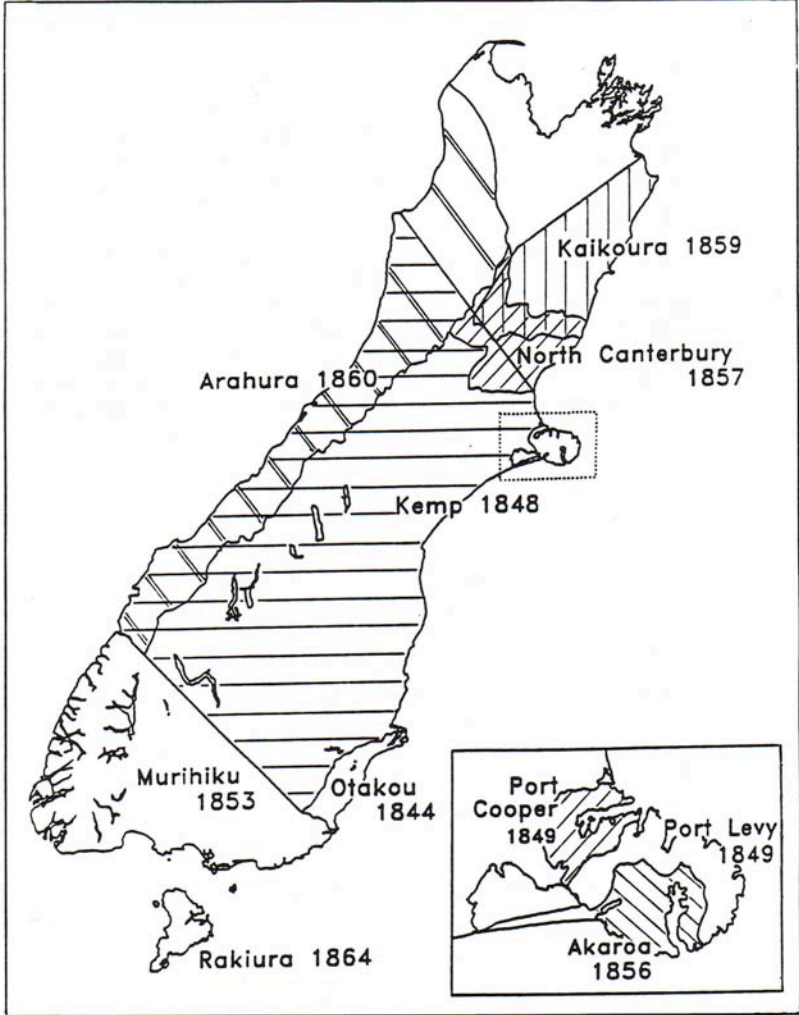 Kaikoura 1859
North Canterbury
1857
Arahura 1860
Kemp 1848
Murihiku
1853
Otakou
1844
Rakiura 1864
Port
Cooper
1849
Port Levy
1849
Akaroa
1856